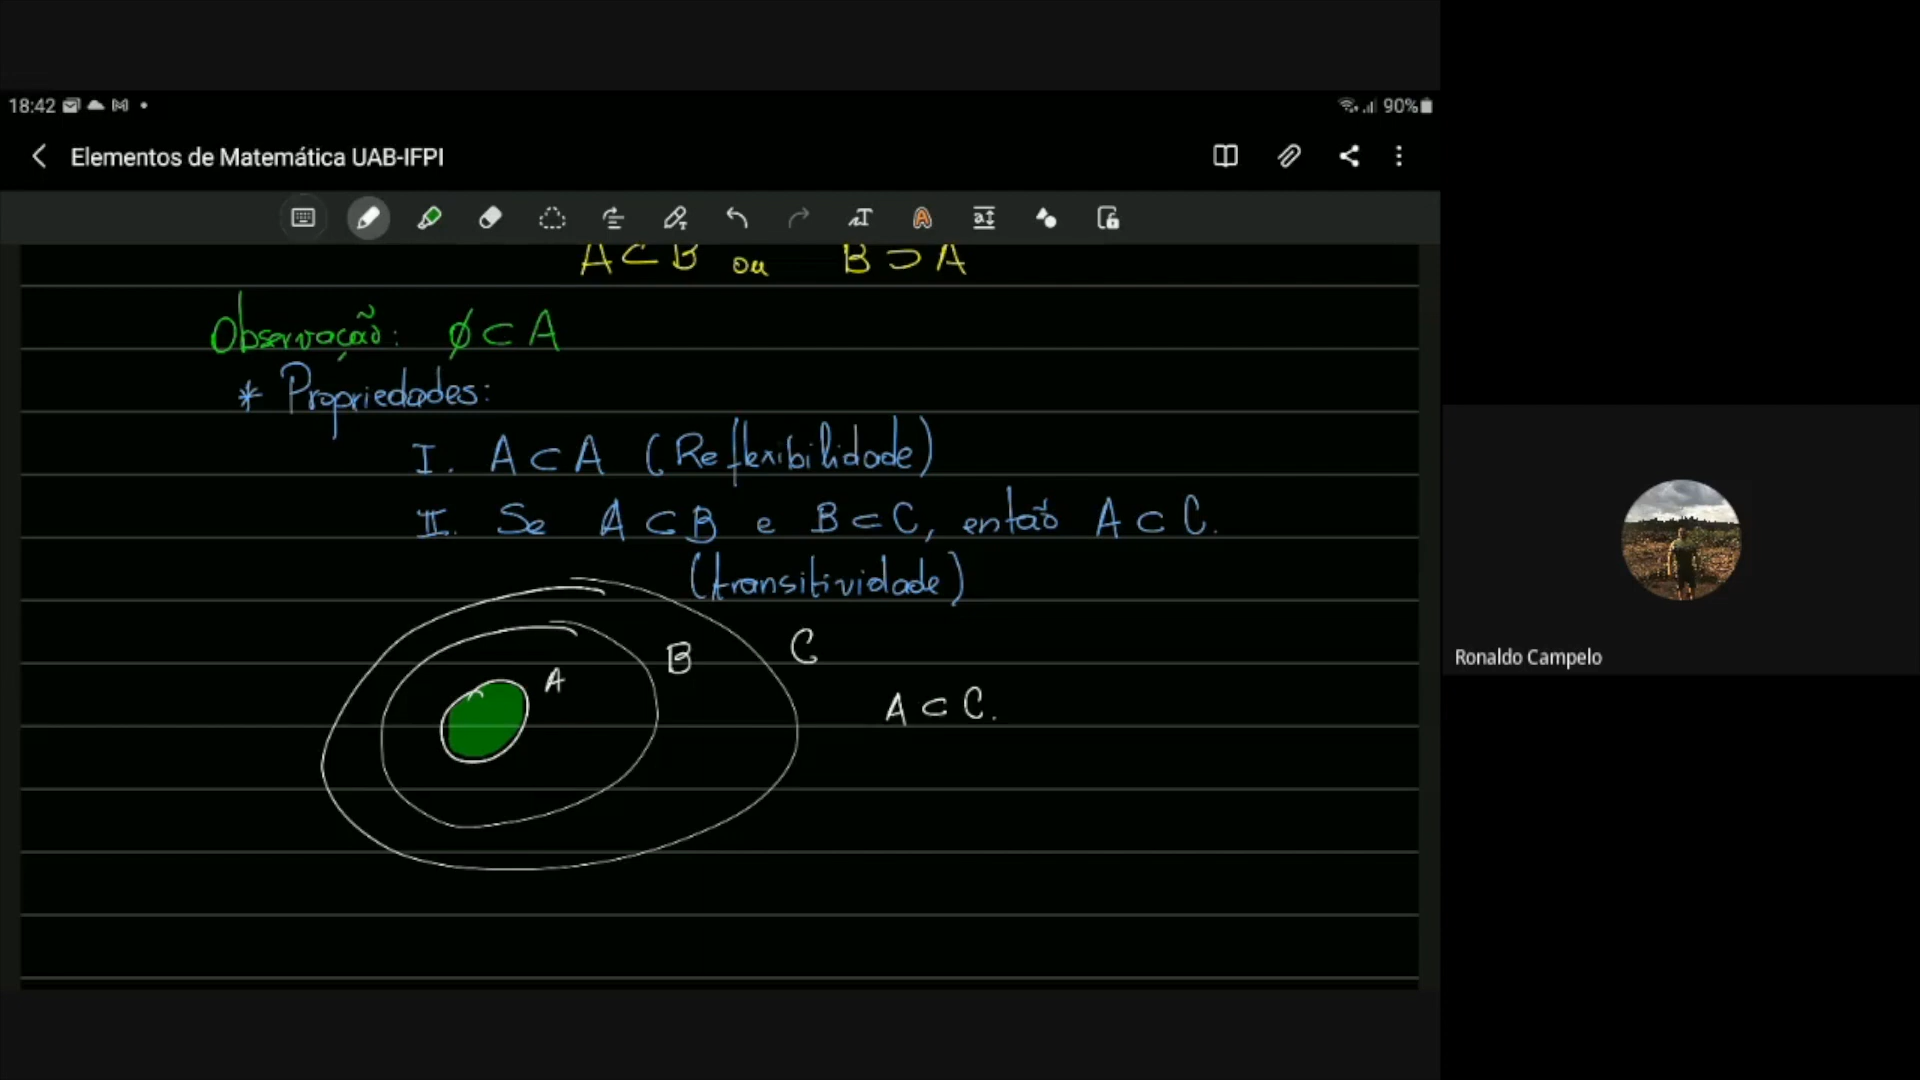 18:42
90%
Elementos de Matemática UAB-IFPI
A ⊂ B ou B ⊃ A
Observação: ∅ ⊂ A
* Propriedades:
I. A ⊂ A (Reflexibilidade)
II. Se A ⊂ B e B ⊂ C, então A ⊂ C.
(transitividade)
A
B
C
A ⊂ C.
Ronaldo Campelo